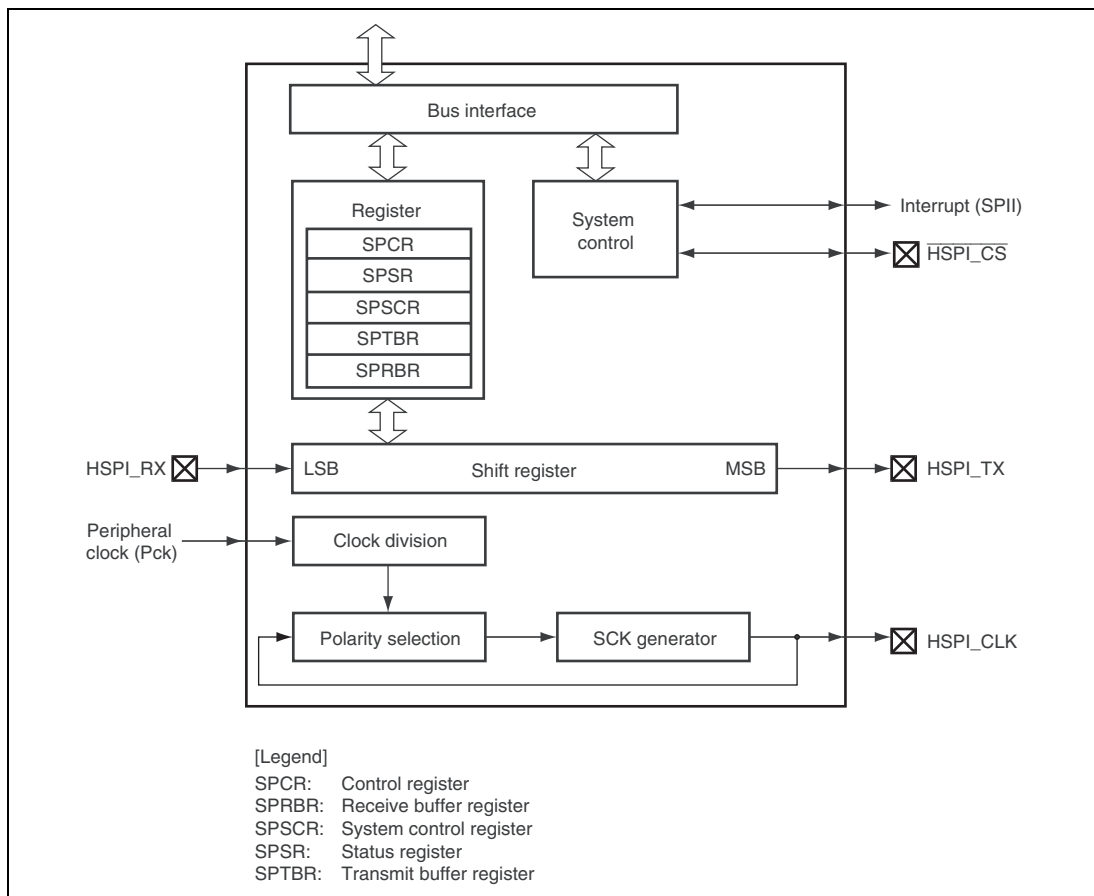 Bus interface
Register
SPCR
SPSR
SPSCR
SPTBR
SPRBR
System
control
Interrupt (SPII)
HSPI_CS
HSPI_RX
LSB
Shift register
MSB
HSPI_TX
Peripheral
clock (Pck)
Clock division
Polarity selection
SCK generator
HSPI_CLK
[Legend]
SPCR: Control register
SPRBR: Receive buffer register
SPSCR: System control register
SPSR: Status register
SPTBR: Transmit buffer register